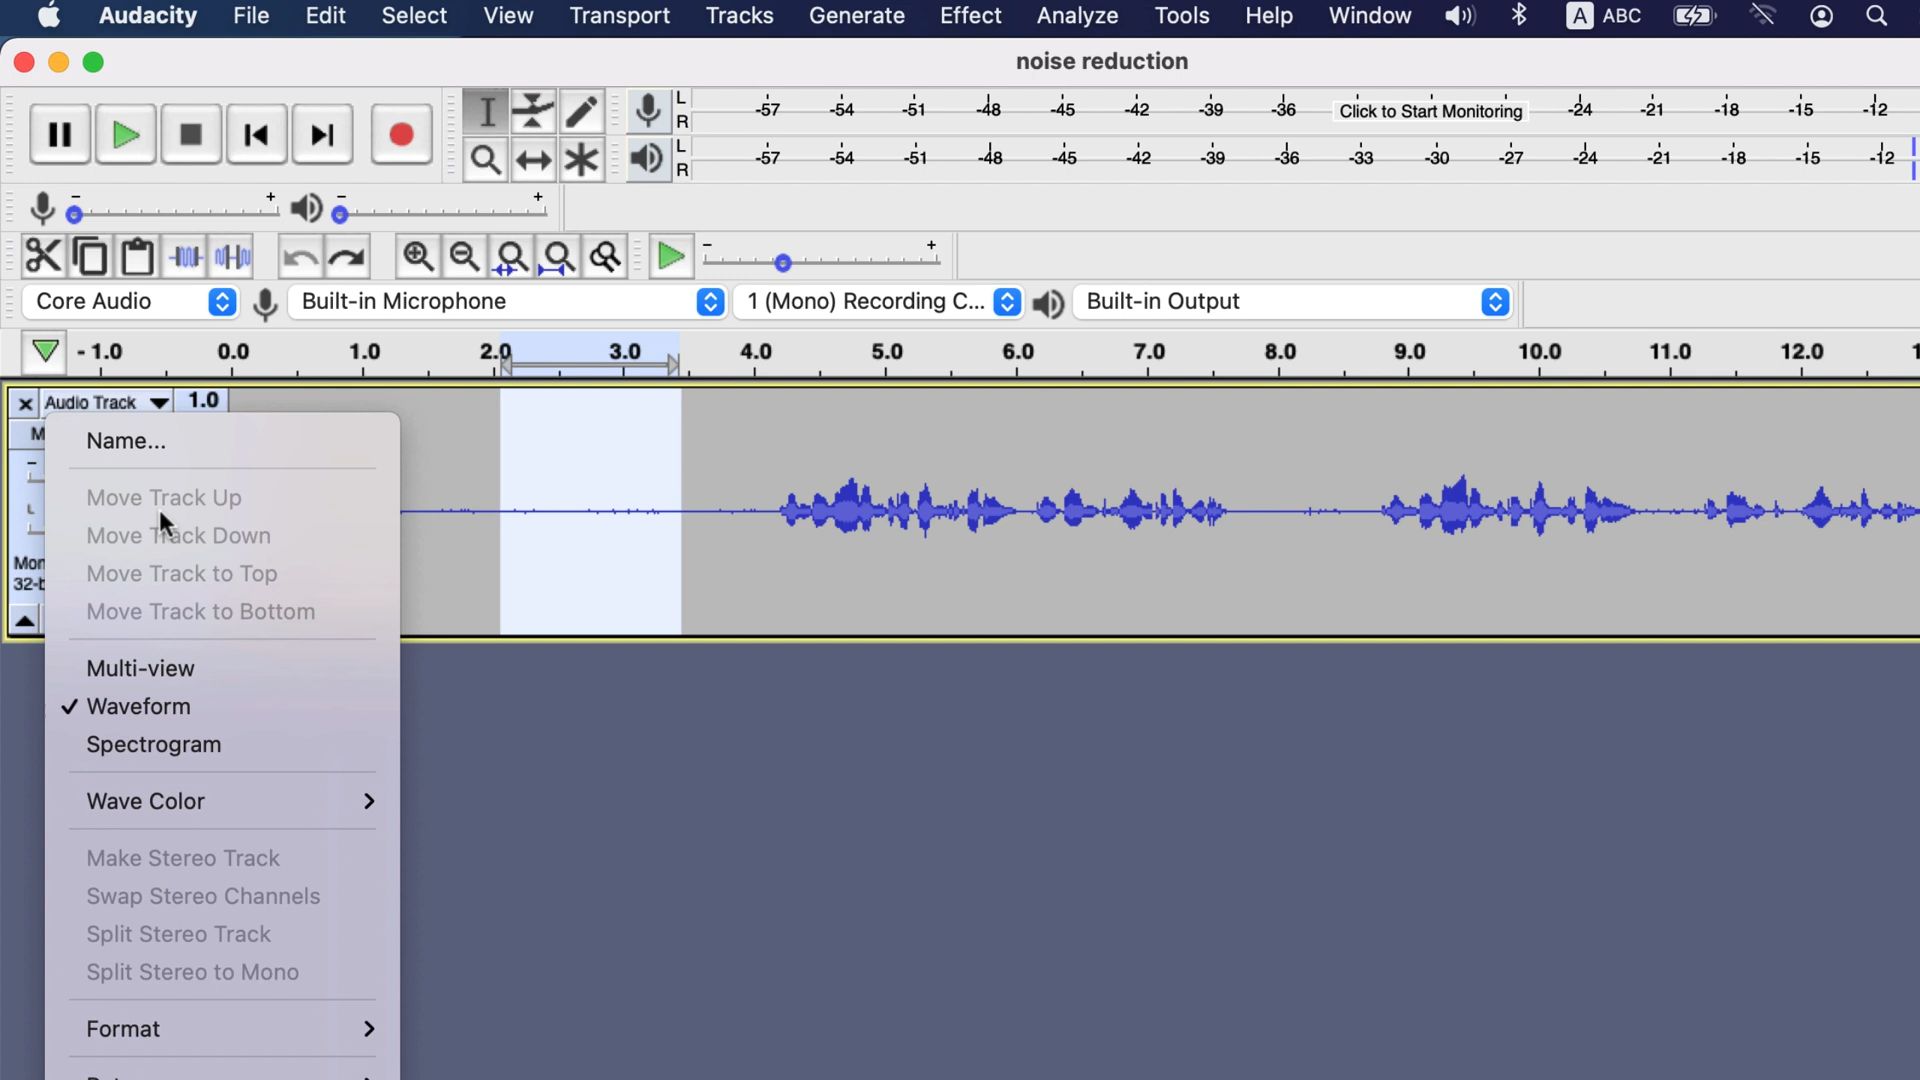 Audacity File Edit Select View Transport Tracks Generate Effect Analyze Tools Help Window A ABC
noise reduction
L -57 -54 -51 -48 -45 -42 -39 -36 Click to Start Monitoring -24 -21 -18 -15 -12
R
L -57 -54 -51 -48 -45 -42 -39 -36 -33 -30 -27 -24 -21 -18 -15 -12
R
- + - +
- +
Core Audio Built-in Microphone 1 (Mono) Recording C... Built-in Output
-1.0 0.0 1.0 2.0 3.0 4.0 5.0 6.0 7.0 8.0 9.0 10.0 11.0 12.0
× Audio Track 1.0
M
Name...
L
Move Track Up
Move Track Down
Mon
Move Track to Top
32-b
Move Track to Bottom
Multi-view
✓ Waveform
Spectrogram
Wave Color
Make Stereo Track
Swap Stereo Channels
Split Stereo Track
Split Stereo to Mono
Format